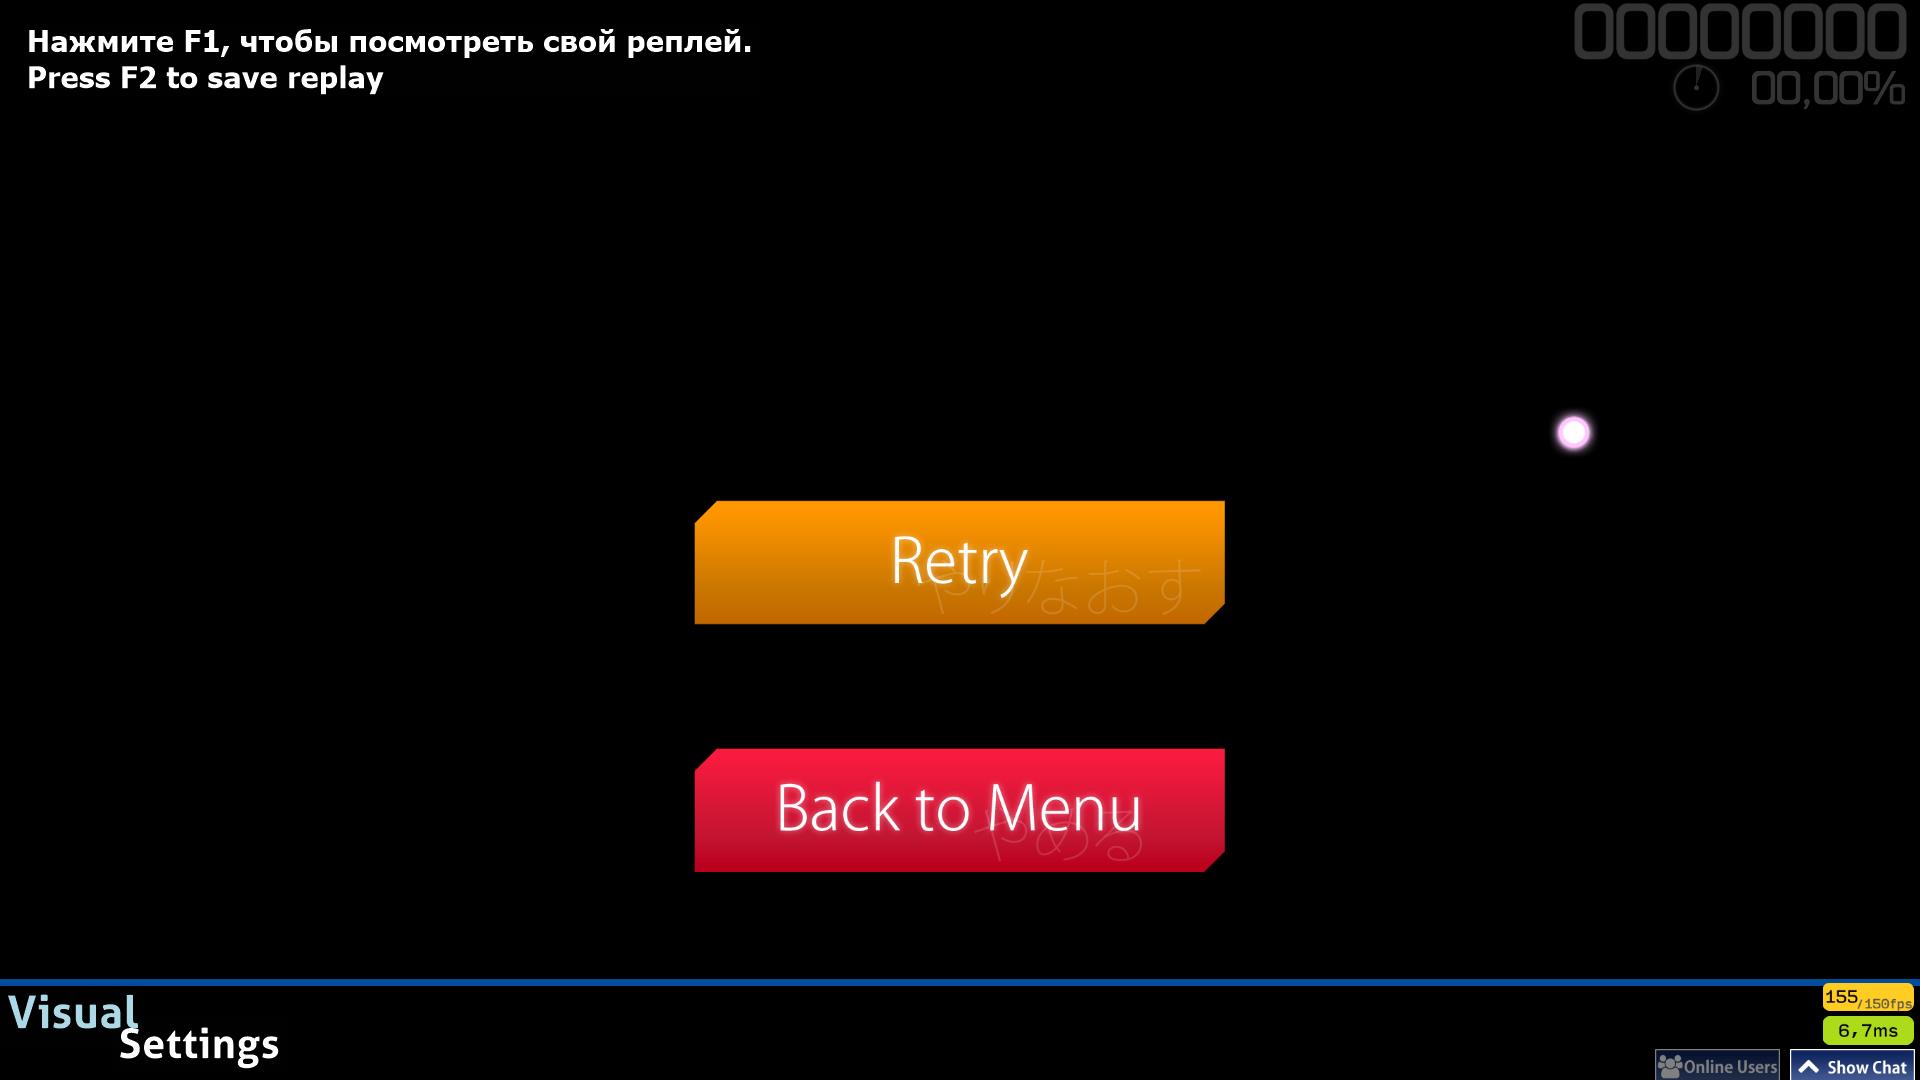 Нажмите F1, чтобы посмотреть свой реплей.
Press F2 to save replay
00000000
00,00%
Retry
やりなおす
Back to Menu
やめる
Visual
Settings
155/150fps
6,7ms
Online Users
Show Chat